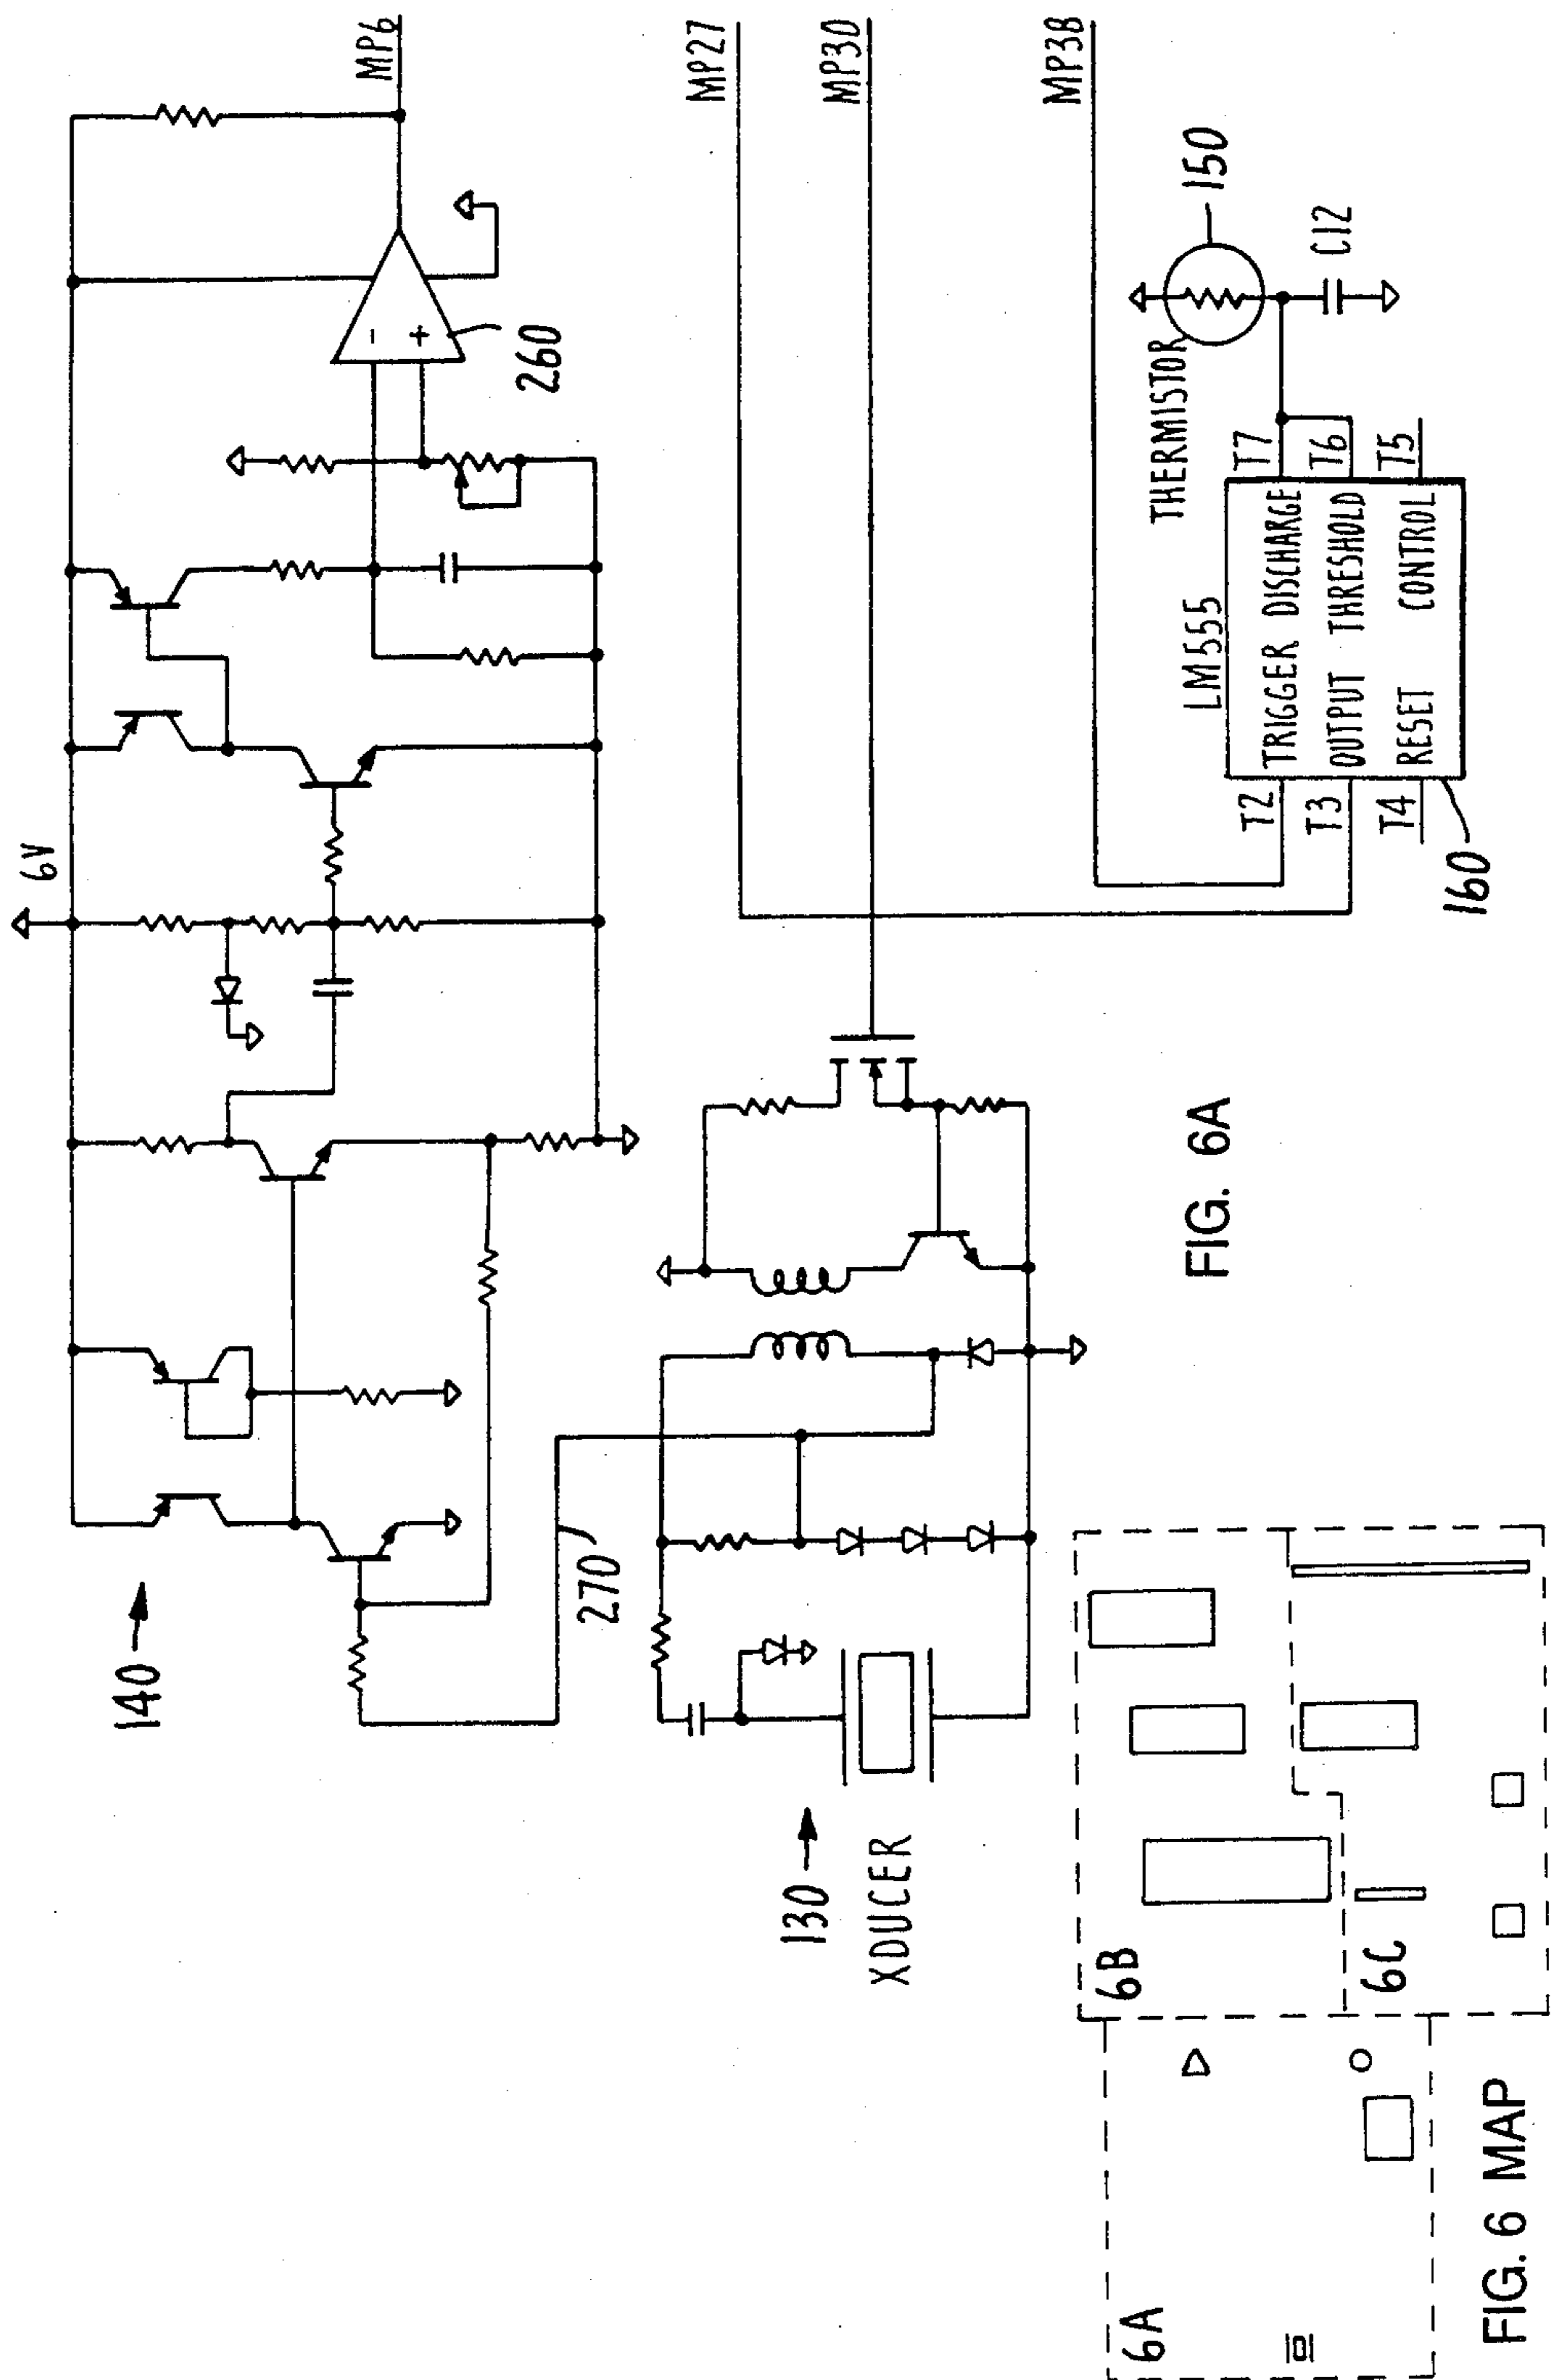 140
6V
MP6
260
270
MP27
MP30
MP38
130
XDUCER
THERMISTOR
150
C12
LM555
T2 TRIGGER DISCHARGE T7
T3 OUTPUT THRESHOLD T6
T4 RESET CONTROL T5
160
FIG. 6A
6A
6B
6C
FIG. 6 MAP